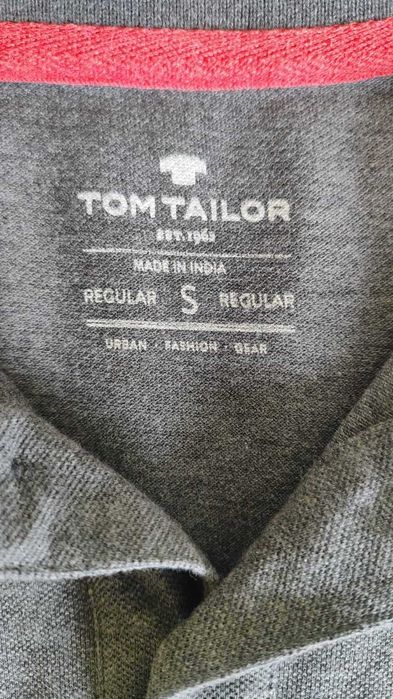 TOM TAILOR
EST. 1962
MADE IN INDIA
REGULAR S REGULAR
URBAN · FASHION · GEAR